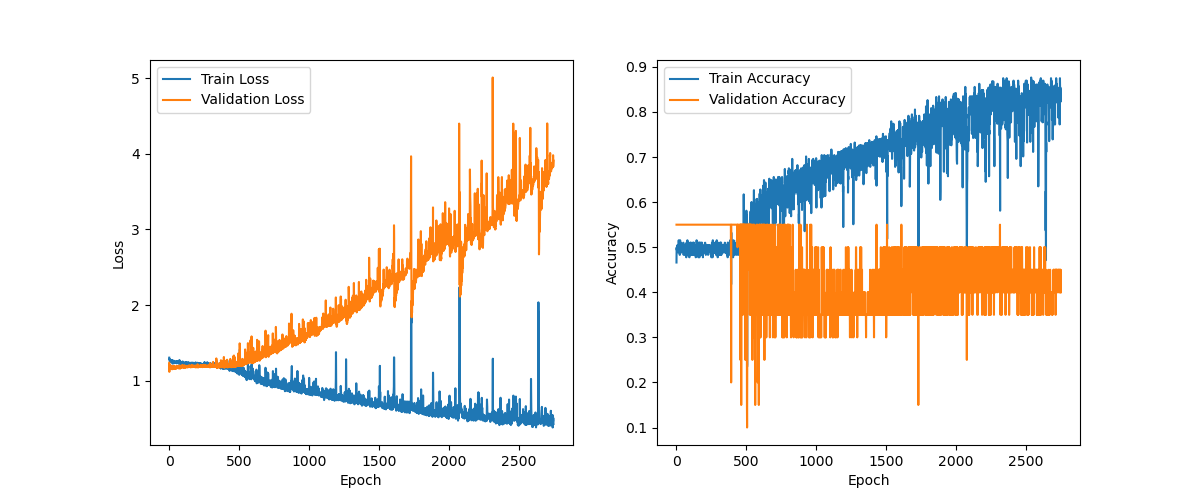 Train Loss
Validation Loss
5
4
3
2
1
Loss
0 500 1000 1500 2000 2500
Epoch
Train Accuracy
Validation Accuracy
0.9
0.8
0.7
0.6
0.5
0.4
0.3
0.2
0.1
Accuracy
0 500 1000 1500 2000 2500
Epoch